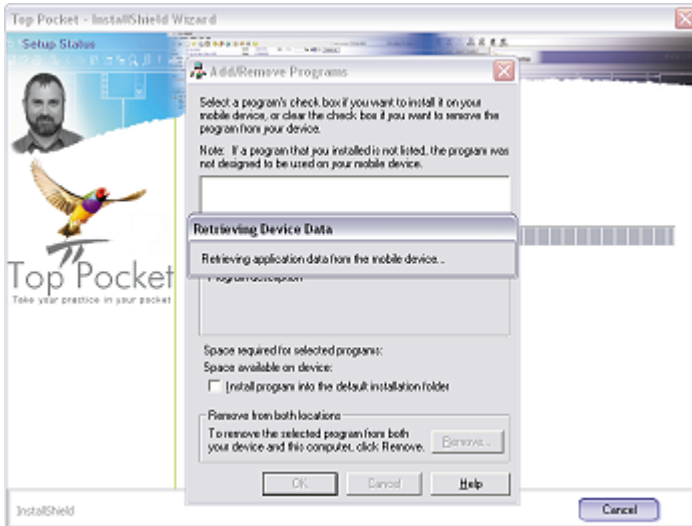 Top Pocket - InstallShield Wizard
Setup Status
Add/Remove Programs
Select a program's check box if you want to install it on your
mobile device, or clear the check box if you want to remove the
program from your device.
Note: If a program that you installed is not listed, the program was
not designed to be used on your mobile device.
Retrieving Device Data
Retrieving application data from the mobile device...
Program description
Top Pocket
Take your practice in your pocket
Space required for selected programs:
Space available on device:
Install program into the default installation folder
Remove from both locations
To remove the selected program from both
your device and this computer, click Remove.
Remove...
OK
Cancel
Help
InstallShield
Cancel